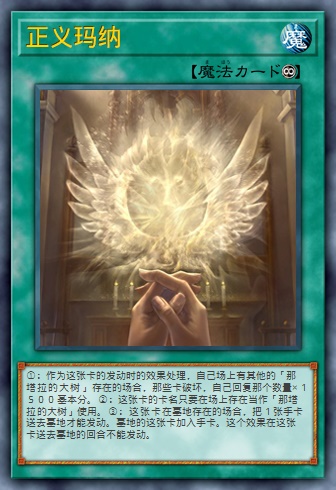 正义玛纳
魔
【魔法カード】
①：作为这张卡的发动时的效果处理，自己场上有其他的「那
塔拉的大树」存在的场合，那些卡破坏，自己回复那个数量×１
５００基本分。②：这张卡的卡名只要在场上存在当作「那塔
拉的大树」使用。③：这张卡在墓地存在的场合，把１张手卡
送去墓地才能发动。墓地的这张卡加入手卡。这个效果在这张
卡送去墓地的回合不能发动。